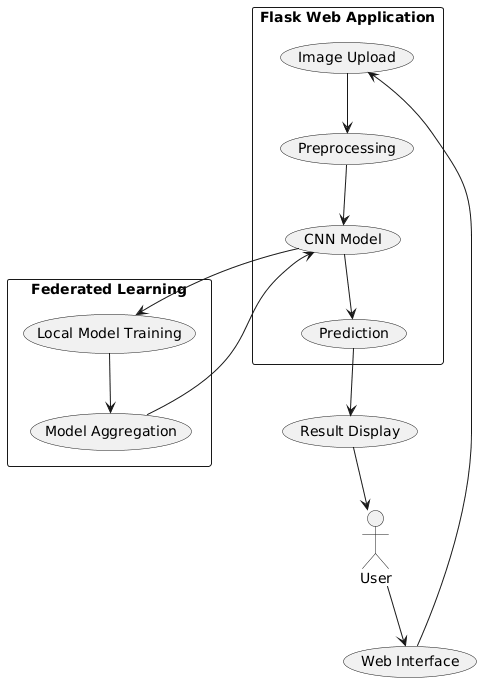 Flask Web Application
Image Upload
Preprocessing
CNN Model
Federated Learning
Local Model Training
Prediction
Model Aggregation
Result Display
User
Web Interface